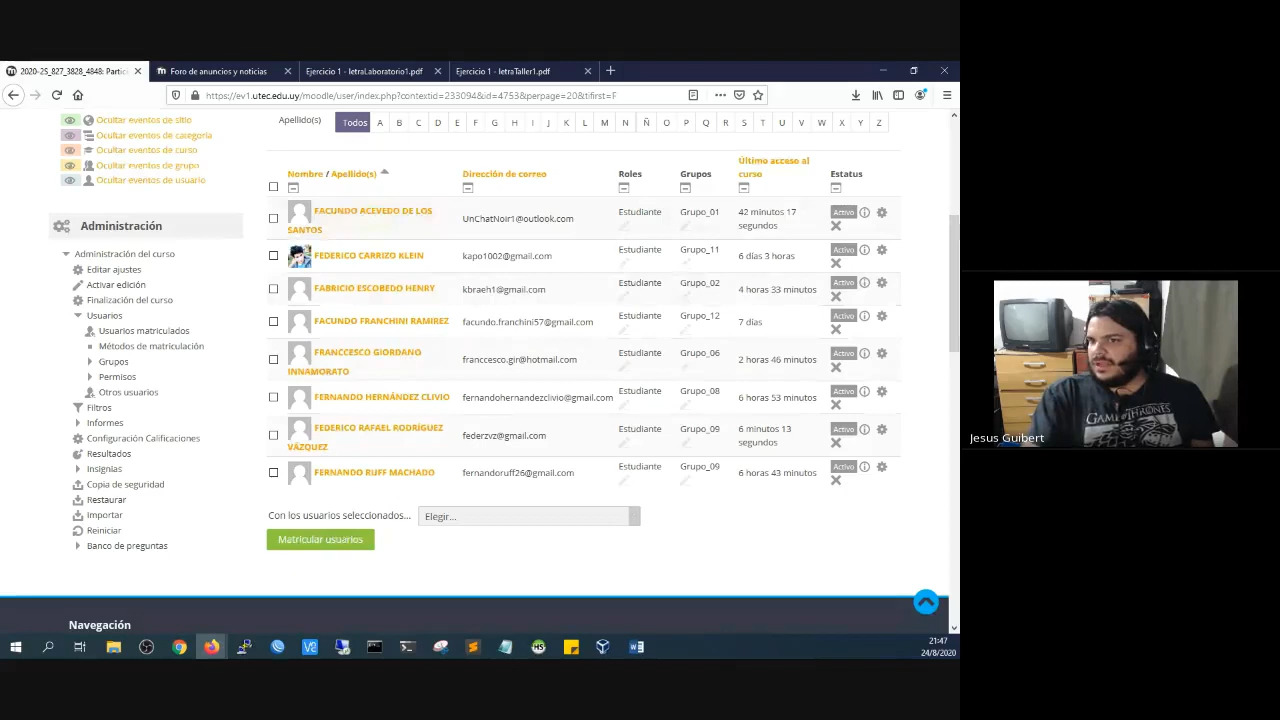 2020-2S_827_3828_4848: Partici
Foro de anuncios y noticias
Ejercicio 1 - letraLaboratorio1.pdf
Ejercicio 1 - letraTaller1.pdf
https://ev1.utec.edu.uy/moodle/user/index.php?contextid=233094&id=4753&perpage=20&tifirst=F
Ocultar eventos de sitio
Ocultar eventos de categoría
Ocultar eventos de curso
Ocultar eventos de grupo
Ocultar eventos de usuario
Administración
Administración del curso
Editar ajustes
Activar edición
Finalización del curso
Usuarios
Usuarios matriculados
Métodos de matriculación
Grupos
Permisos
Otros usuarios
Filtros
Informes
Configuración Calificaciones
Resultados
Insignias
Copia de seguridad
Restaurar
Importar
Reiniciar
Banco de preguntas
Apellido(s) Todos A B C D E F G H I J K L M N Ñ O P Q R S T U V W X Y Z
Nombre / Apellido(s) Dirección de correo Roles Grupos Último acceso al curso Estatus
FACUNDO ACEVEDO DE LOS SANTOS UnChatNoir1@outlook.com Estudiante Grupo_01 42 minutos 17 segundos Activo
FEDERICO CARRIZO KLEIN kapo1002@gmail.com Estudiante Grupo_11 6 días 3 horas Activo
FABRICIO ESCOBEDO HENRY kbraeh1@gmail.com Estudiante Grupo_02 4 horas 33 minutos Activo
FACUNDO FRANCHINI RAMIREZ facundo.franchini57@gmail.com Estudiante Grupo_12 7 días Activo
FRANCCESCO GIORDANO INNAMORATO franccesco.gir@hotmail.com Estudiante Grupo_06 2 horas 46 minutos Activo
FERNANDO HERNÁNDEZ CLIVIO fernandohernandezclivio@gmail.com Estudiante Grupo_08 6 horas 53 minutos Activo
FEDERICO RAFAEL RODRÍGUEZ VÁZQUEZ federzvz@gmail.com Estudiante Grupo_09 6 minutos 13 segundos Activo
FERNANDO RUFF MACHADO fernandoruff26@gmail.com Estudiante Grupo_09 6 horas 43 minutos Activo
Con los usuarios seleccionados... Elegir...
Matricular usuarios
Navegación
21:47
24/8/2020
GAME OF THRONES
Jesus Guibert